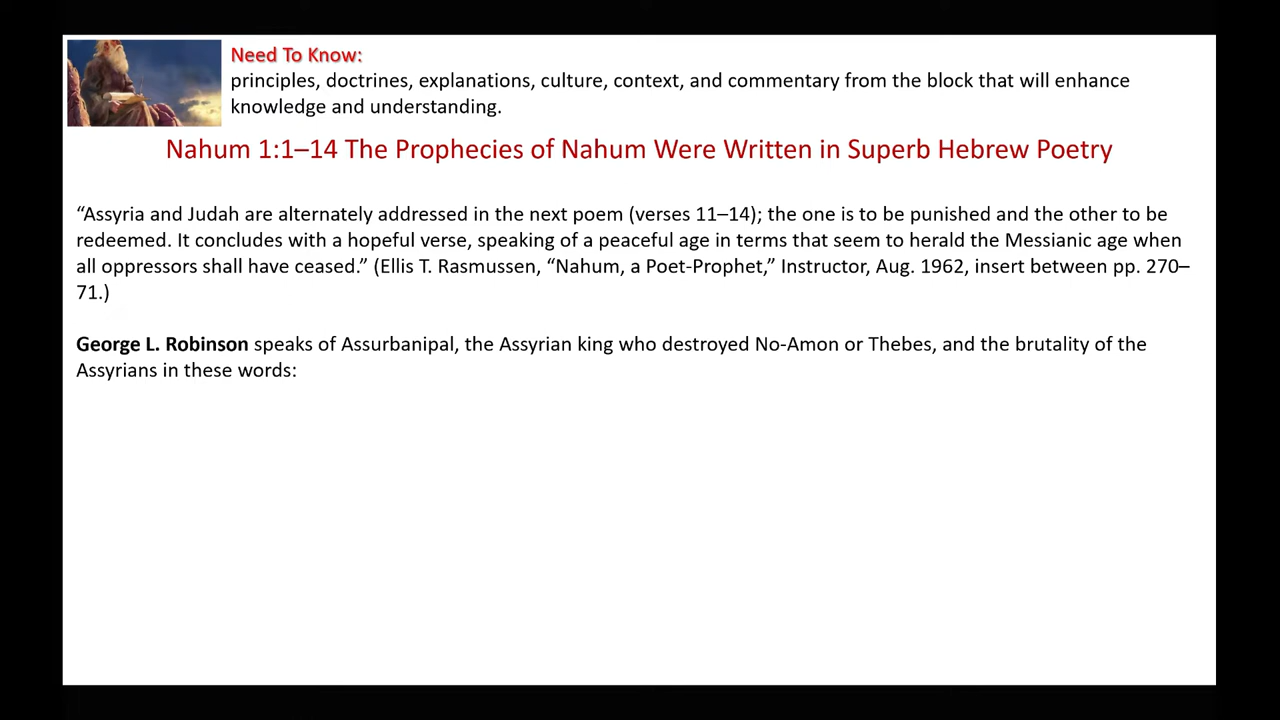 Need To Know:
principles, doctrines, explanations, culture, context, and commentary from the block that will enhance
knowledge and understanding.
Nahum 1:1–14 The Prophecies of Nahum Were Written in Superb Hebrew Poetry
“Assyria and Judah are alternately addressed in the next poem (verses 11–14); the one is to be punished and the other to be
redeemed. It concludes with a hopeful verse, speaking of a peaceful age in terms that seem to herald the Messianic age when
all oppressors shall have ceased.” (Ellis T. Rasmussen, “Nahum, a Poet-Prophet,” Instructor, Aug. 1962, insert between pp. 270–
71.)
George L. Robinson speaks of Assurbanipal, the Assyrian king who destroyed No-Amon or Thebes, and the brutality of the
Assyrians in these words: